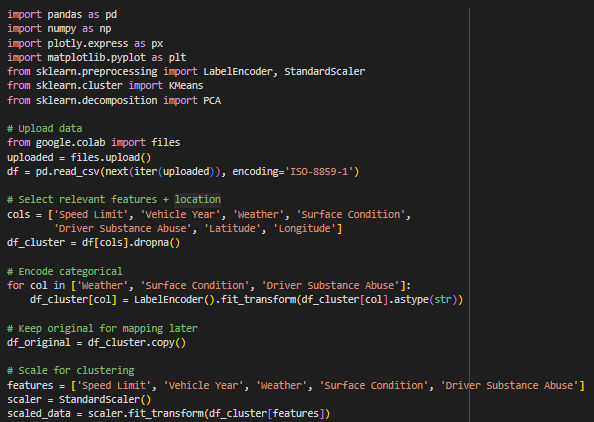 import pandas as pd
import numpy as np
import plotly.express as px
import matplotlib.pyplot as plt
from sklearn.preprocessing import LabelEncoder, StandardScaler
from sklearn.cluster import KMeans
from sklearn.decomposition import PCA

# Upload data
from google.colab import files
uploaded = files.upload()
df = pd.read_csv(next(iter(uploaded)), encoding='ISO-8859-1')

# Select relevant features + location
cols = ['Speed Limit', 'Vehicle Year', 'Weather', 'Surface Condition',
        'Driver Substance Abuse', 'Latitude', 'Longitude']
df_cluster = df[cols].dropna()

# Encode categorical
for col in ['Weather', 'Surface Condition', 'Driver Substance Abuse']:
    df_cluster[col] = LabelEncoder().fit_transform(df_cluster[col].astype(str))

# Keep original for mapping later
df_original = df_cluster.copy()

# Scale for clustering
features = ['Speed Limit', 'Vehicle Year', 'Weather', 'Surface Condition', 'Driver Substance Abuse']
scaler = StandardScaler()
scaled_data = scaler.fit_transform(df_cluster[features])